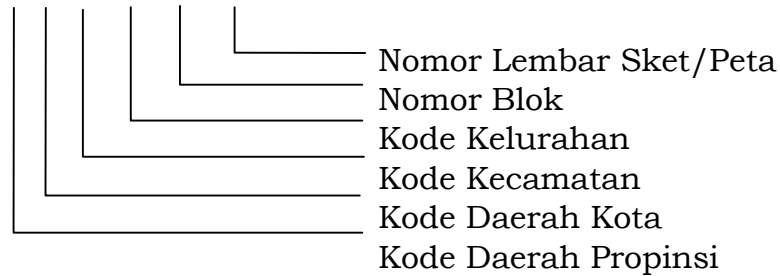 Nomor Lembar Sket/Peta
Nomor Blok
Kode Kelurahan
Kode Kecamatan
Kode Daerah Kota
Kode Daerah Propinsi